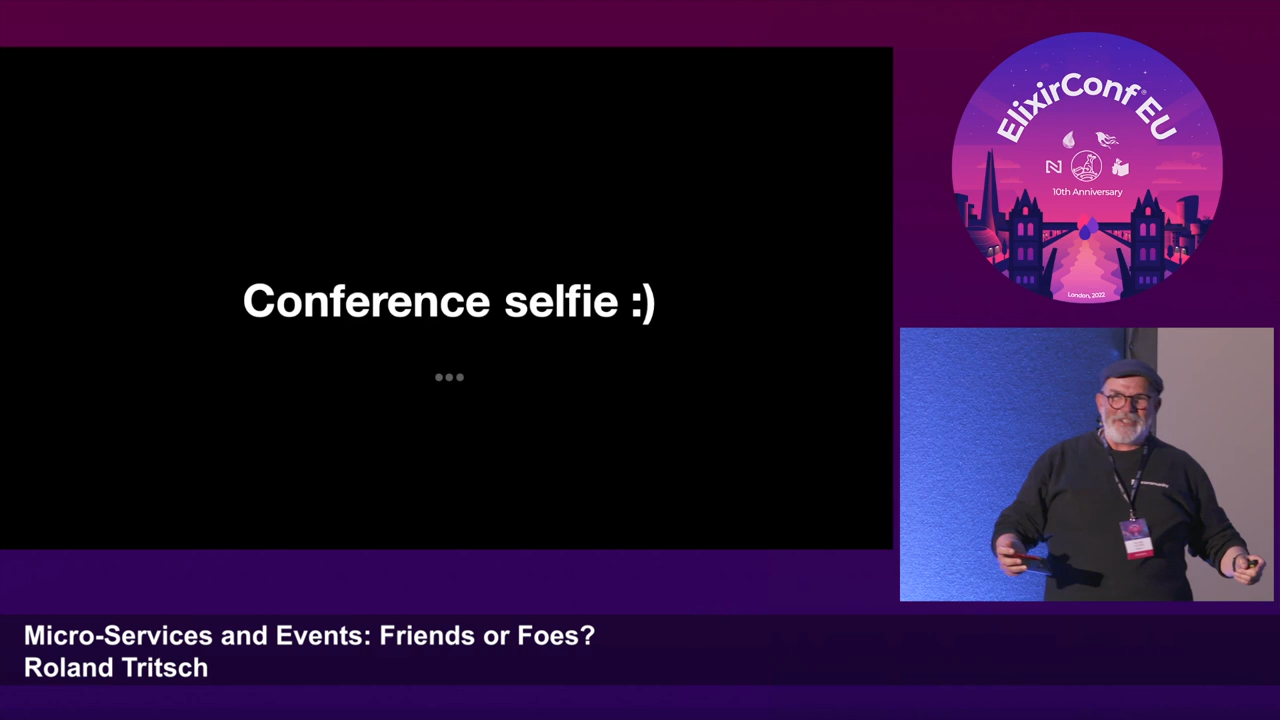 Conference selfie :)
ElixirConf® EU
10th Anniversary
London, 2022
Micro-Services and Events: Friends or Foes?
Roland Tritsch